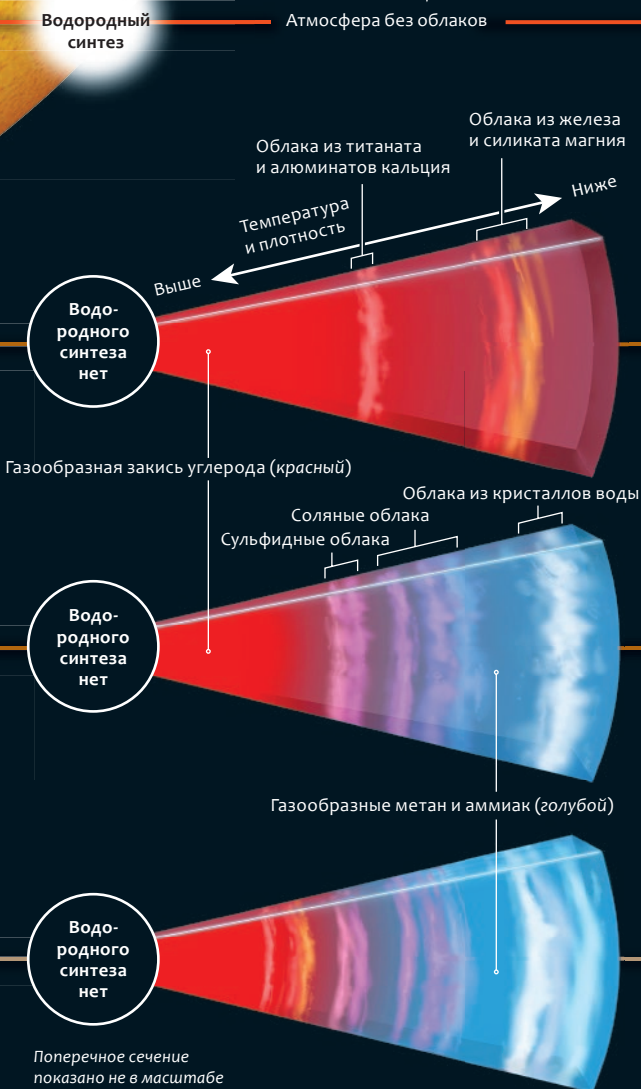 Водородный
синтез
Атмосфера без облаков
Облака из железа
и силиката магния
Облака из титаната
и алюминатов кальция
Ниже
Температура
и плотность
Выше
Водо-
родного
синтеза
нет
Газообразная закись углерода (красный)
Облака из кристаллов воды
Соляные облака
Сульфидные облака
Водо-
родного
синтеза
нет
Газообразные метан и аммиак (голубой)
Водо-
родного
синтеза
нет
Поперечное сечение
показано не в масштабе